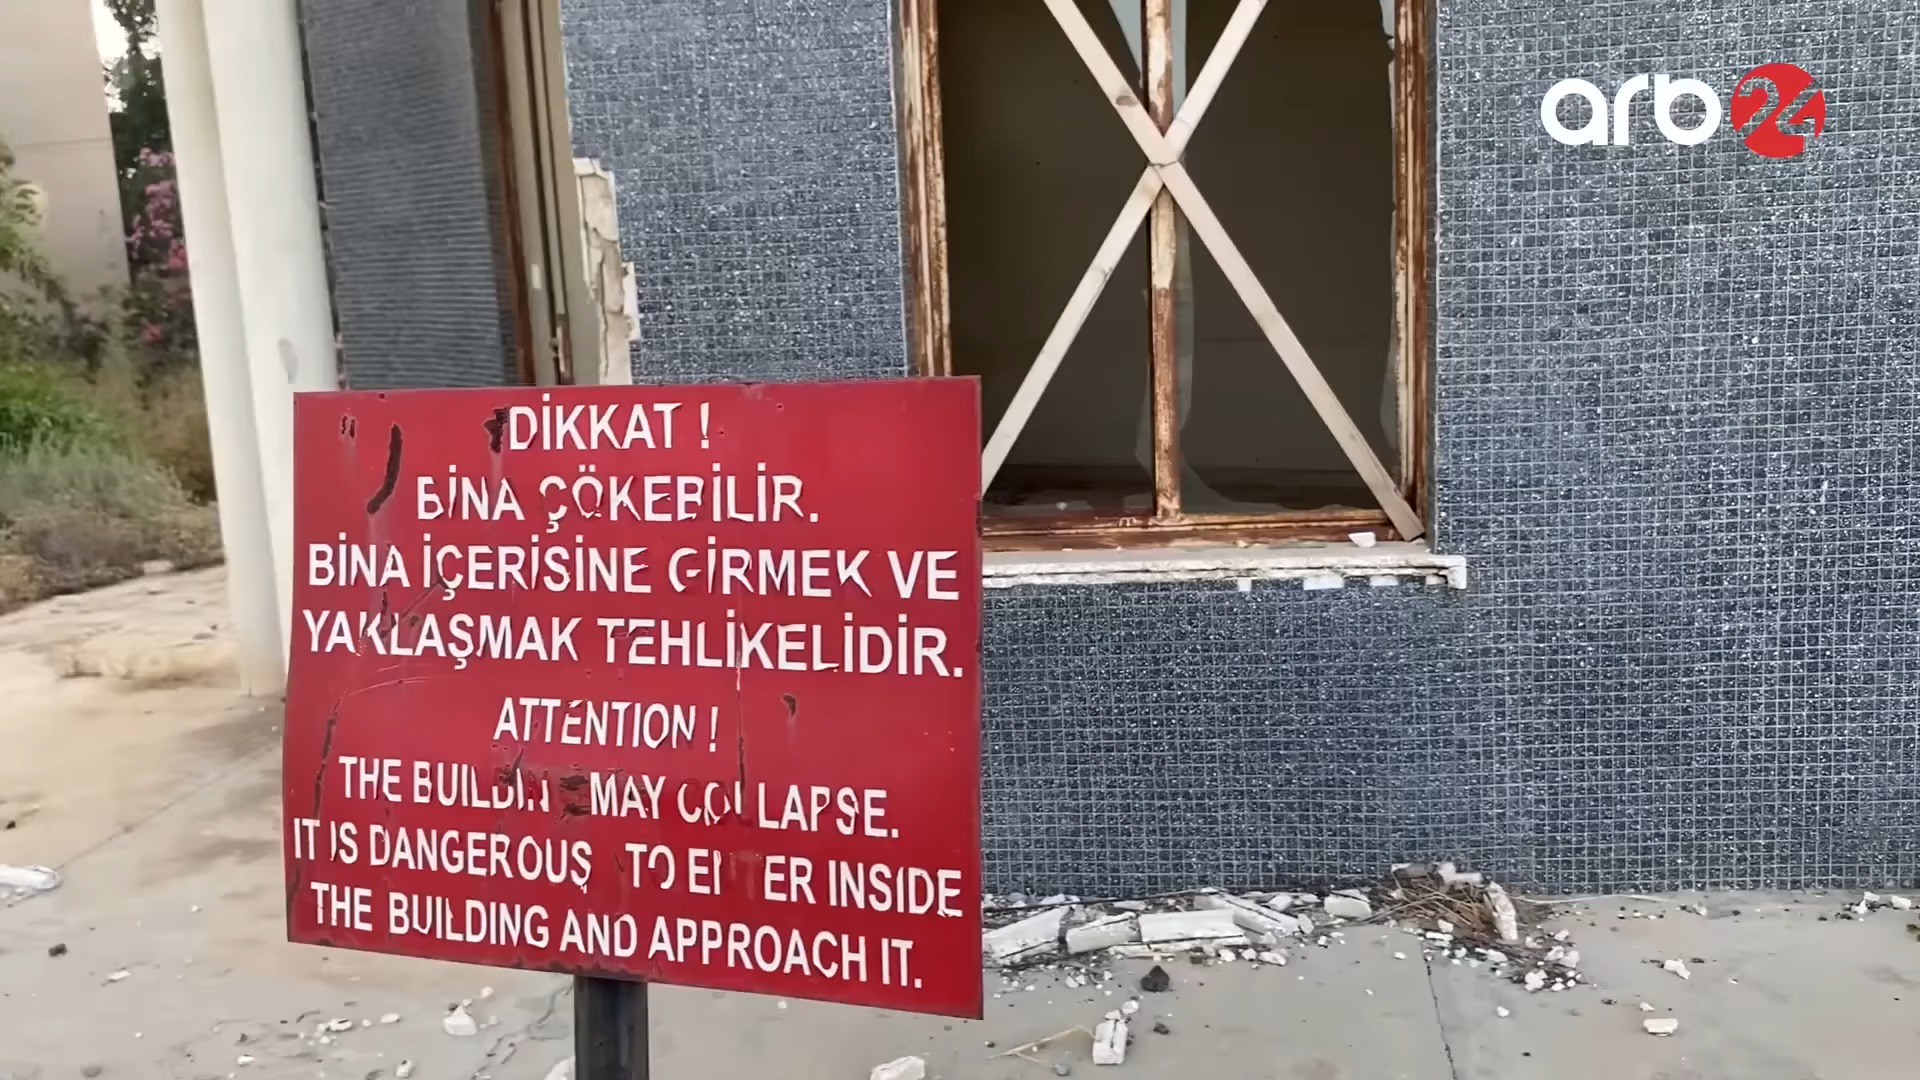 arb24
DİKKAT !
BİNA ÇÖKEBİLİR.
BİNA İÇERİSİNE GİRMEK VE
YAKLAŞMAK TEHLİKELİDİR.
ATTENTION !
THE BUILDING MAY COLLAPSE.
IT IS DANGEROUS TO ENTER INSIDE
THE BUILDING AND APPROACH IT.